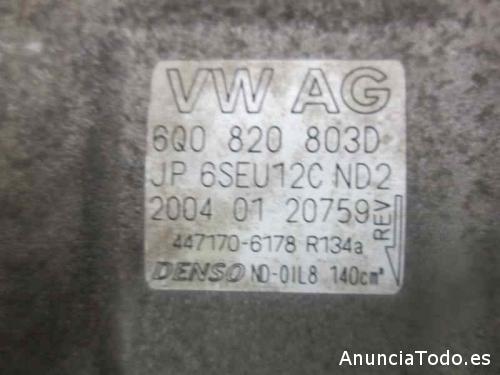 VW AG
6Q0 820 803D
JP 6SEU12C ND2
2004 01 20759
REV
447170-6178 R134a
DENSO ND-OIL8 140cm³
AnunciaTodo.es